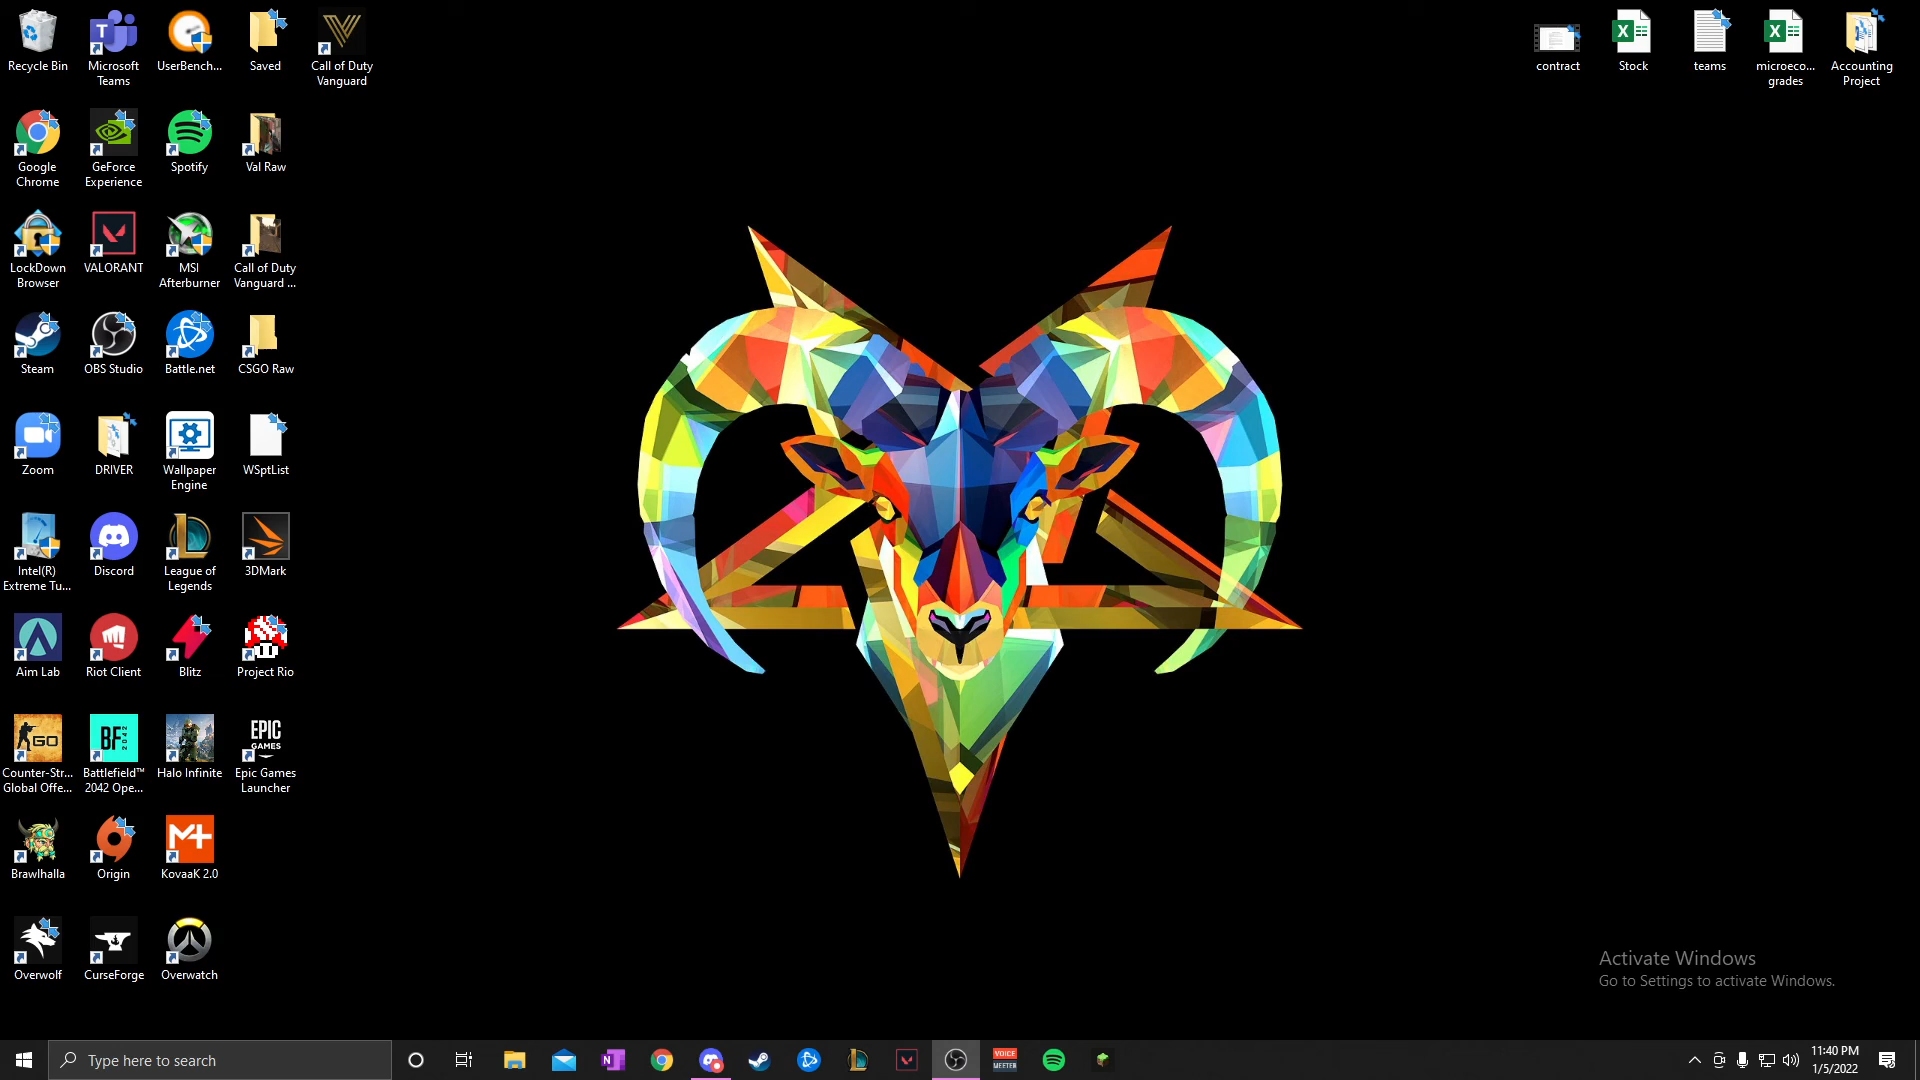 Recycle Bin
Microsoft
Teams
UserBench...
Saved
Call of Duty
Vanguard
contract
Stock
teams
microeco...
grades
Accounting
Project
Google
Chrome
GeForce
Experience
Spotify
Val Raw
LockDown
Browser
VALORANT
MSI
Afterburner
Call of Duty
Vanguard ...
Steam
OBS Studio
Battle.net
CSGO Raw
Zoom
DRIVER
Wallpaper
Engine
WSptList
Intel(R)
Extreme Tu...
Discord
League of
Legends
3DMark
Aim Lab
Riot Client
Blitz
Project Rio
GO
Counter-Str...
Global Offe...
BF
2042
Battlefield™
2042 Ope...
Halo Infinite
EPIC
GAMES
Epic Games
Launcher
Brawlhalla
Origin
KovaaK 2.0
Overwolf
CurseForge
Overwatch
Activate Windows
Go to Settings to activate Windows.
Type here to search
VOICE
MEETER
11:40 PM
1/5/2022